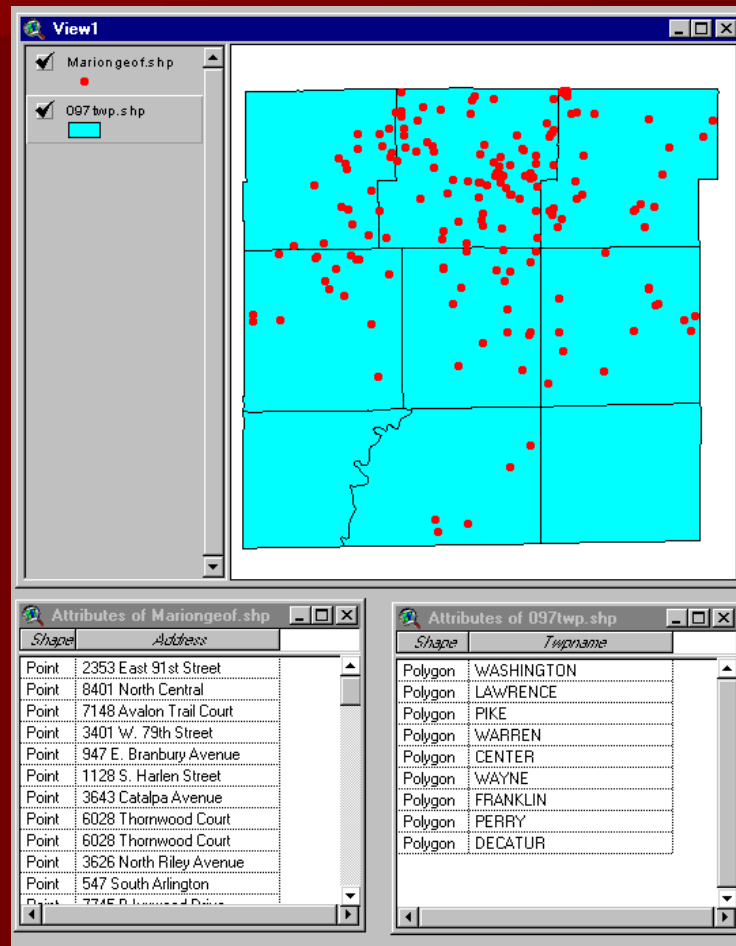 View1
Mariongeof.shp
097twp.shp
Attributes of Mariongeof.shp
Shape Address
Point 2353 East 91st Street
Point 8401 North Central
Point 7148 Avalon Trail Court
Point 3401 W. 79th Street
Point 947 E. Branbury Avenue
Point 1128 S. Harlen Street
Point 3643 Catalpa Avenue
Point 6028 Thornwood Court
Point 6028 Thornwood Court
Point 3626 North Riley Avenue
Point 547 South Arlington
Point
Attributes of 097twp.shp
Shape Twpname
Polygon WASHINGTON
Polygon LAWRENCE
Polygon PIKE
Polygon WARREN
Polygon CENTER
Polygon WAYNE
Polygon FRANKLIN
Polygon PERRY
Polygon DECATUR